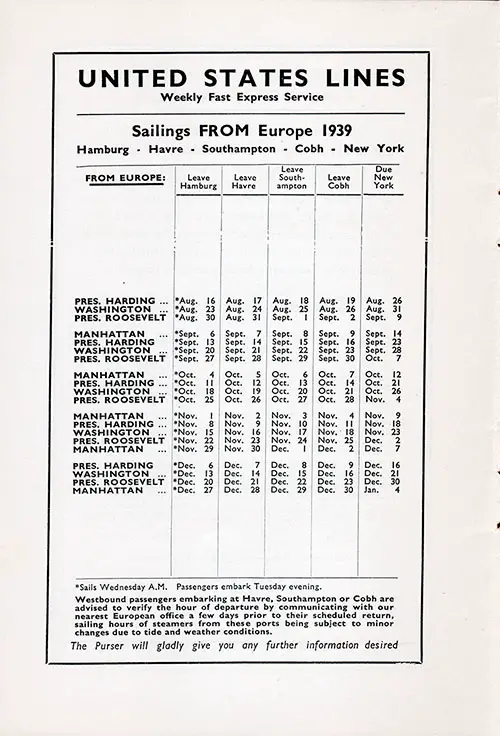 UNITED STATES LINES
Weekly Fast Express Service
Sailings FROM Europe 1939
Hamburg - Havre - Southampton - Cobh - New York
FROM EUROPE: Leave Hamburg Leave Havre Leave South-ampton Leave Cobh Due New York
PRES. HARDING ... *Aug. 16 Aug. 17 Aug. 18 Aug. 19 Aug. 26
WASHINGTON ... *Aug. 23 Aug. 24 Aug. 25 Aug. 26 Aug. 31
PRES. ROOSEVELT *Aug. 30 Aug. 31 Sept. 1 Sept. 2 Sept. 9
MANHATTAN ... *Sept. 6 Sept. 7 Sept. 8 Sept. 9 Sept. 14
PRES. HARDING ... *Sept. 13 Sept. 14 Sept. 15 Sept. 16 Sept. 23
WASHINGTON ... *Sept. 20 Sept. 21 Sept. 22 Sept. 23 Sept. 28
PRES. ROOSEVELT *Sept. 27 Sept. 28 Sept. 29 Sept. 30 Oct. 7
MANHATTAN ... *Oct. 4 Oct. 5 Oct. 6 Oct. 7 Oct. 12
PRES. HARDING ... *Oct. 11 Oct. 12 Oct. 13 Oct. 14 Oct. 21
WASHINGTON ... *Oct. 18 Oct. 19 Oct. 20 Oct. 21 Oct. 26
PRES. ROOSEVELT *Oct. 25 Oct. 26 Oct. 27 Oct. 28 Nov. 4
MANHATTAN ... *Nov. 1 Nov. 2 Nov. 3 Nov. 4 Nov. 9
PRES. HARDING ... *Nov. 8 Nov. 9 Nov. 10 Nov. 11 Nov. 18
WASHINGTON ... *Nov. 15 Nov. 16 Nov. 17 Nov. 18 Nov. 23
PRES. ROOSEVELT *Nov. 22 Nov. 23 Nov. 24 Nov. 25 Dec. 2
MANHATTAN ... *Nov. 29 Nov. 30 Dec. 1 Dec. 2 Dec. 7
PRES. HARDING ... *Dec. 6 Dec. 7 Dec. 8 Dec. 9 Dec. 16
WASHINGTON ... *Dec. 13 Dec. 14 Dec. 15 Dec. 16 Dec. 21
PRES. ROOSEVELT *Dec. 20 Dec. 21 Dec. 22 Dec. 23 Dec. 30
MANHATTAN ... *Dec. 27 Dec. 28 Dec. 29 Dec. 30 Jan. 4
*Sails Wednesday A.M. Passengers embark Tuesday evening.
Westbound passengers embarking at Havre, Southampton or Cobh are
advised to verify the hour of departure by communicating with our
nearest European office a few days prior to their scheduled return,
sailing hours of steamers from these ports being subject to minor
changes due to tide and weather conditions.
The Purser will gladly give you any further information desired